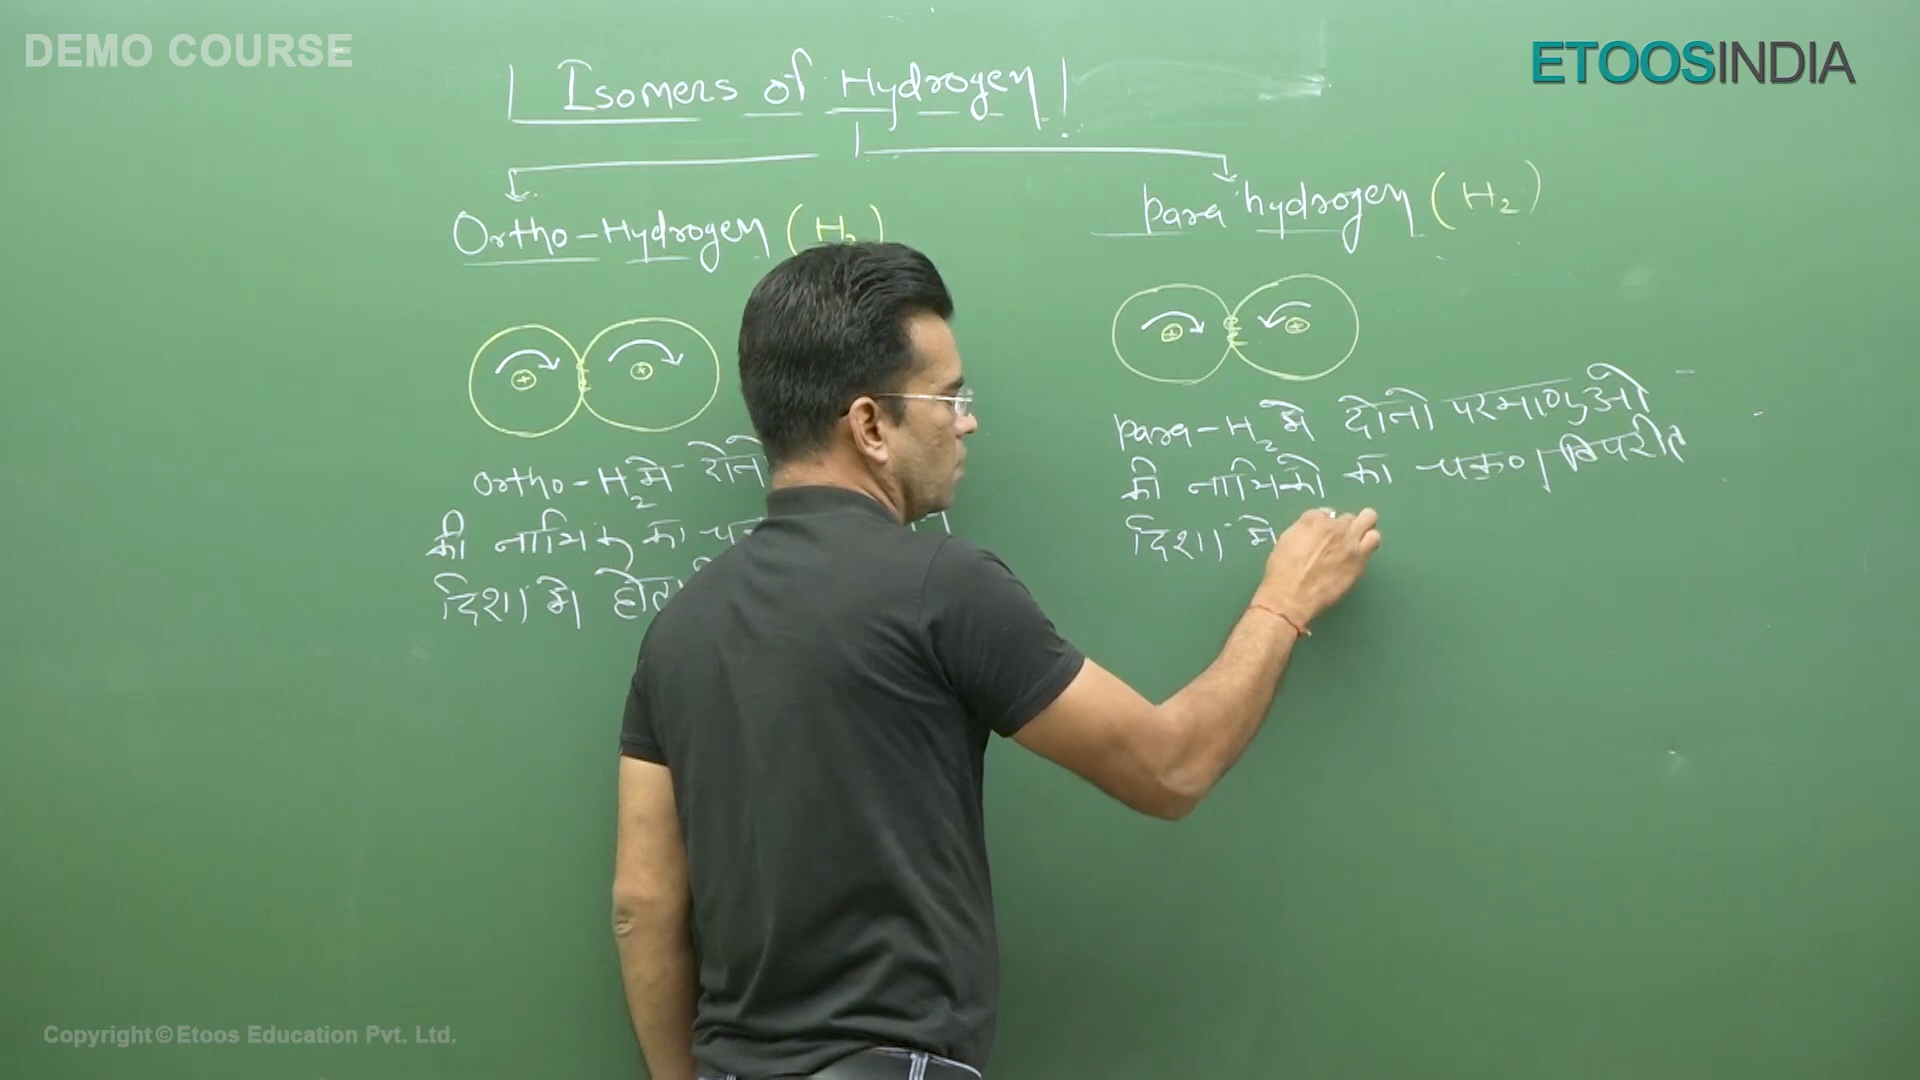 DEMO COURSE
ETOOSINDIA
Isomers of Hydrogen
Ortho-Hydrogen (H2)
para hydrogen (H2)
Ortho-H2 मे दोनो
की नाभिक का
दिशा मे होता
para-H2 मे दोनो परमाणुओ
की नाभिको का चक्रण विपरीत
दिशा मे
Copyright © Etoos Education Pvt. Ltd.